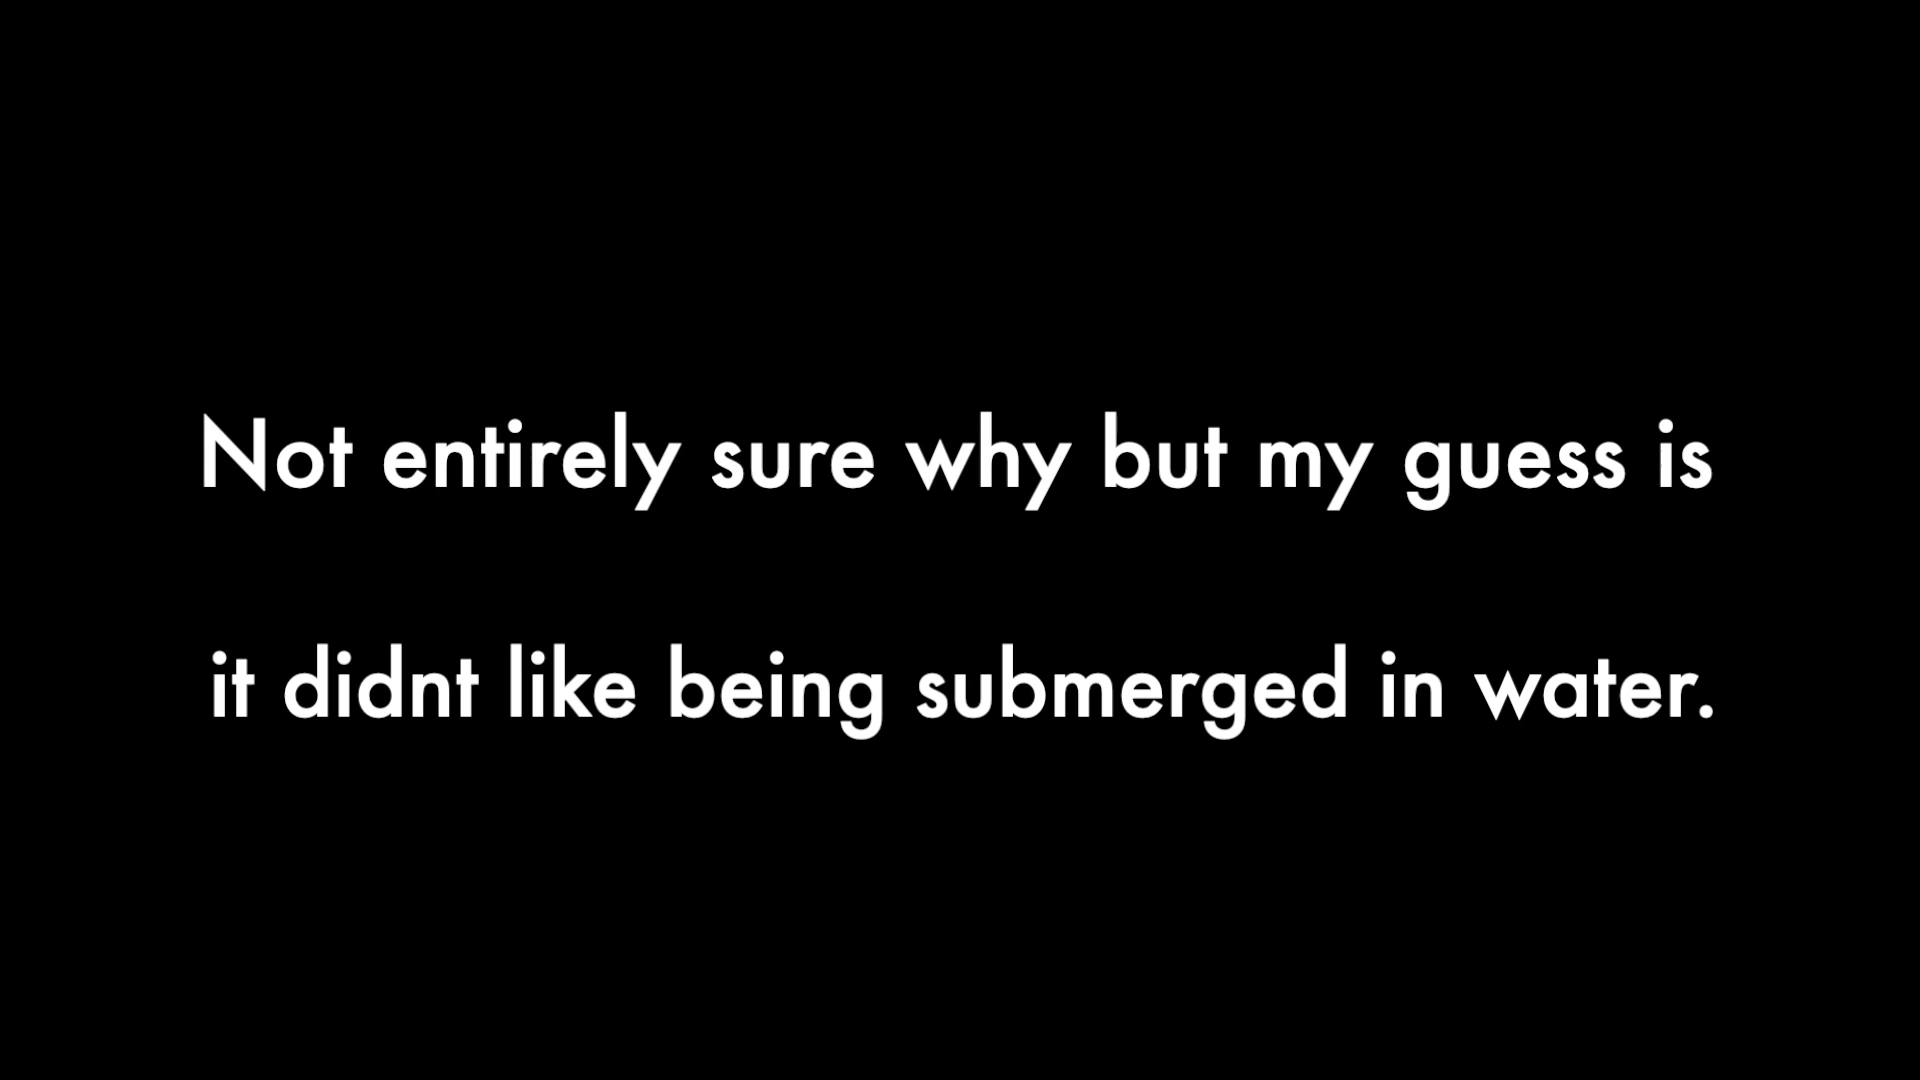 Not entirely sure why but my guess is
it didnt like being submerged in water.